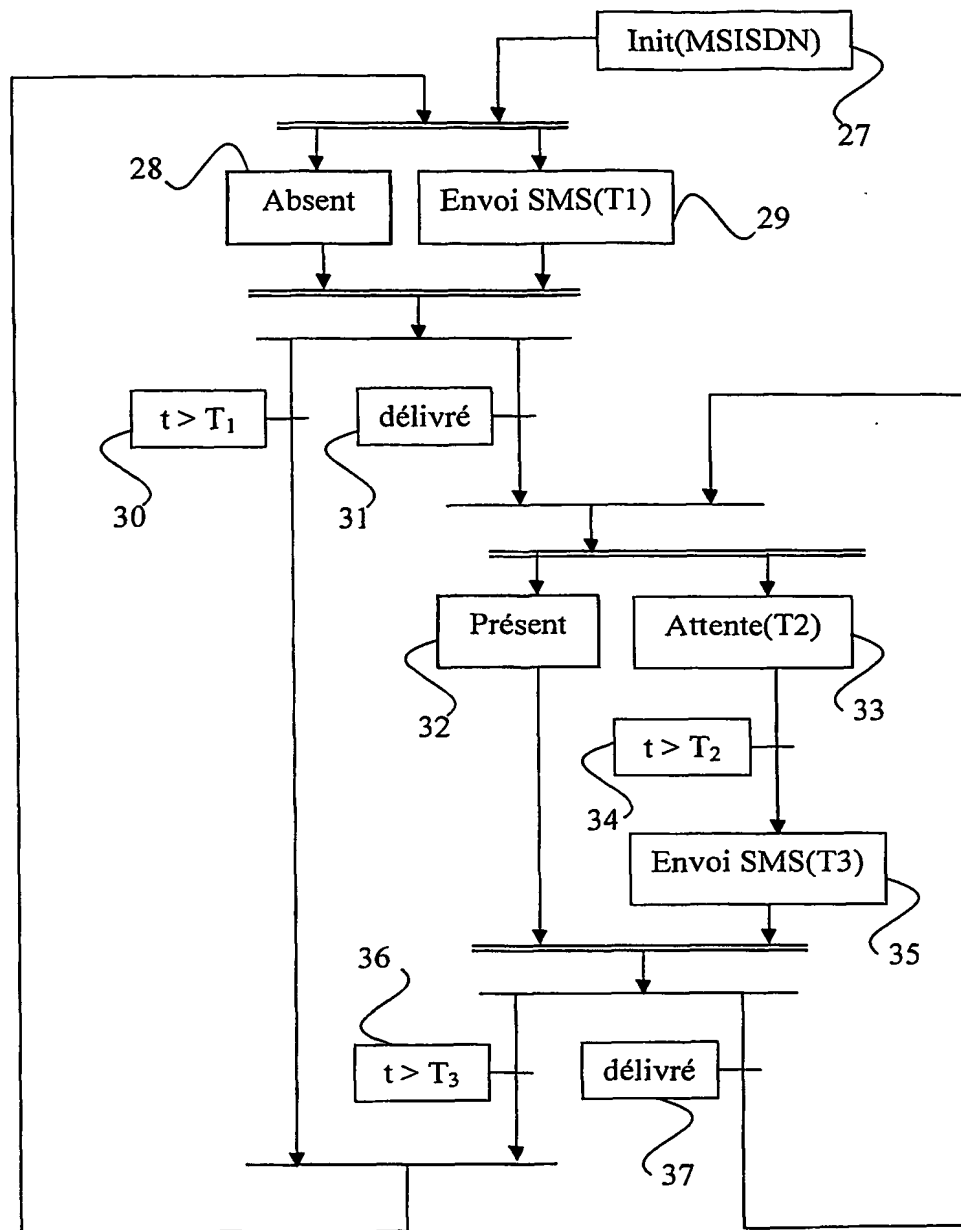 Init(MSISDN)
27
28
Absent
Envoi SMS(T1)
29
t > T₁
délivré
30
31
Présent
Attente(T2)
32
33
t > T₂
34
Envoi SMS(T3)
35
36
t > T₃
délivré
37